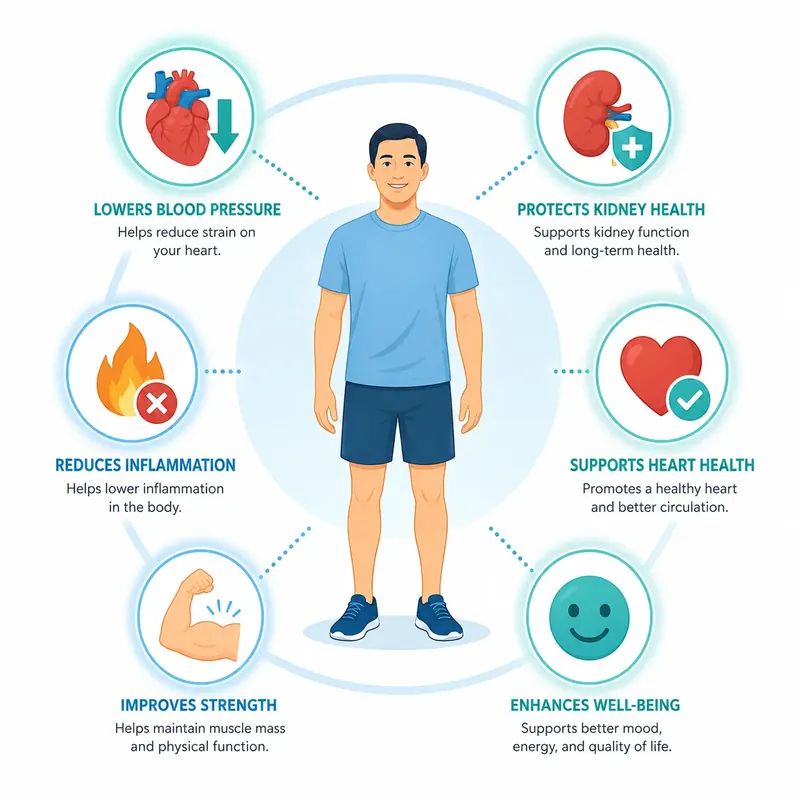 LOWERS BLOOD PRESSURE
Helps reduce strain on
your heart.
PROTECTS KIDNEY HEALTH
Supports kidney function
and long-term health.
REDUCES INFLAMMATION
Helps lower inflammation
in the body.
SUPPORTS HEART HEALTH
Promotes a healthy heart
and better circulation.
IMPROVES STRENGTH
Helps maintain muscle mass
and physical function.
ENHANCES WELL-BEING
Supports better mood,
energy, and quality of life.